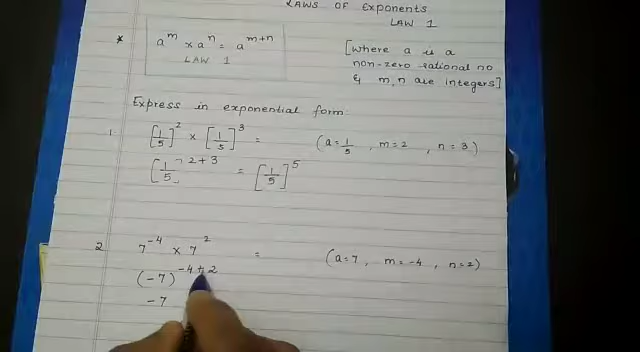 LAWS OF Exponents
LAW 1
* a^m × a^n = a^{m+n}
LAW 1
[Where a is a
non-zero rational no
& m, n are integers]
Express in exponential form:
1. [1/5]^2 × [1/5]^3 = (a = 1/5, m = 2, n = 3)
[1/5]^{2+3} = [1/5]^5
2 7^{-4} × 7^2 = (a = 7, m = -4, n = 2)
(-7)^{-4+2}
-7